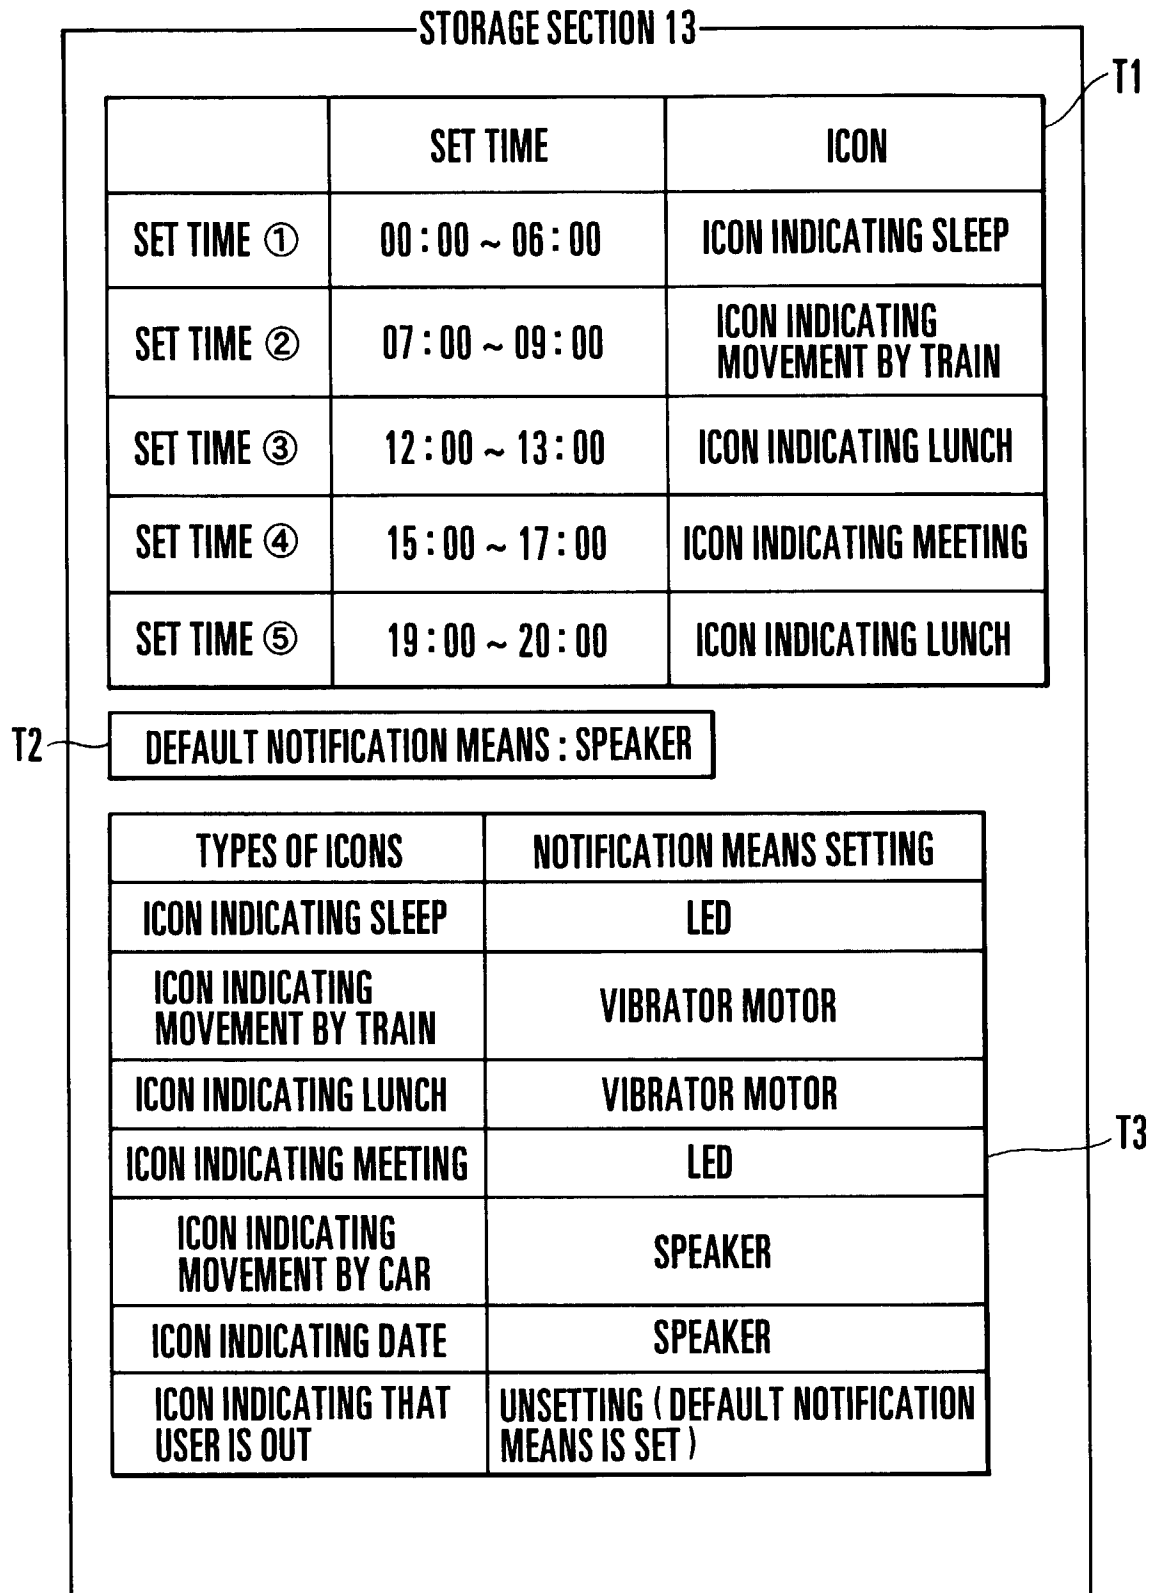 STORAGE SECTION 13
T1
SET TIME ICON
SET TIME ① 00:00 ~ 06:00 ICON INDICATING SLEEP
SET TIME ② 07:00 ~ 09:00 ICON INDICATING
MOVEMENT BY TRAIN
SET TIME ③ 12:00 ~ 13:00 ICON INDICATING LUNCH
SET TIME ④ 15:00 ~ 17:00 ICON INDICATING MEETING
SET TIME ⑤ 19:00 ~ 20:00 ICON INDICATING LUNCH
T2 DEFAULT NOTIFICATION MEANS : SPEAKER
TYPES OF ICONS NOTIFICATION MEANS SETTING
ICON INDICATING SLEEP LED
ICON INDICATING
MOVEMENT BY TRAIN VIBRATOR MOTOR
ICON INDICATING LUNCH VIBRATOR MOTOR
T3
ICON INDICATING MEETING LED
ICON INDICATING
MOVEMENT BY CAR SPEAKER
ICON INDICATING DATE SPEAKER
ICON INDICATING THAT UNSETTING (DEFAULT NOTIFICATION
USER IS OUT MEANS IS SET)